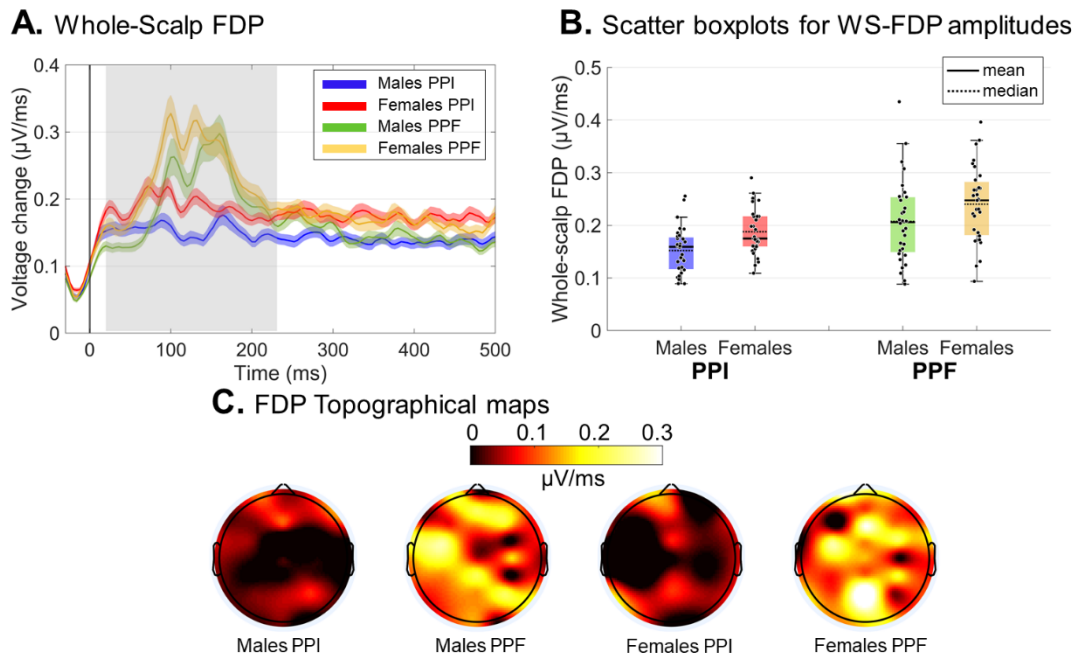 A. Whole-Scalp FDP
0.4
0.3
0.2
0.1
0
Voltage change (µV/ms)
Males PPI
Females PPI
Males PPF
Females PPF
0 100 200 300 400 500
Time (ms)
B. Scatter boxplots for WS-FDP amplitudes
0.5
0.4
0.3
0.2
0.1
0
Whole-scalp FDP (µV/ms)
mean
median
Males Females Males Females
PPI PPF
C. FDP Topographical maps
0 0.1 0.2 0.3
µV/ms
Males PPI Males PPF Females PPI Females PPF